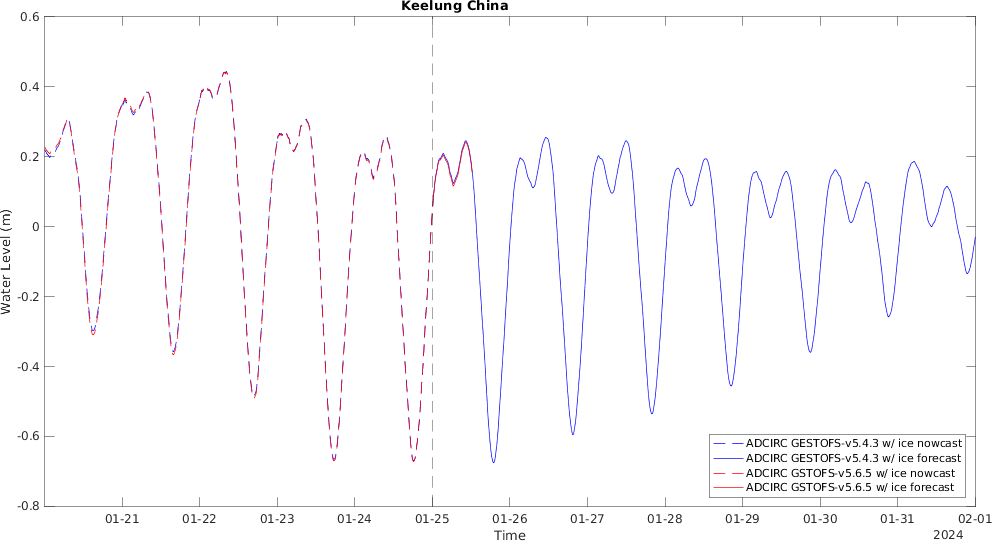 Keelung China
0.6
0.4
0.2
0
-0.2
-0.4
-0.6
-0.8
Water Level (m)
ADCIRC GESTOFS-v5.4.3 w/ ice nowcast
ADCIRC GESTOFS-v5.4.3 w/ ice forecast
ADCIRC GSTOFS-v5.6.5 w/ ice nowcast
ADCIRC GSTOFS-v5.6.5 w/ ice forecast
01-21 01-22 01-23 01-24 01-25 01-26 01-27 01-28 01-29 01-30 01-31 02-01
Time
2024